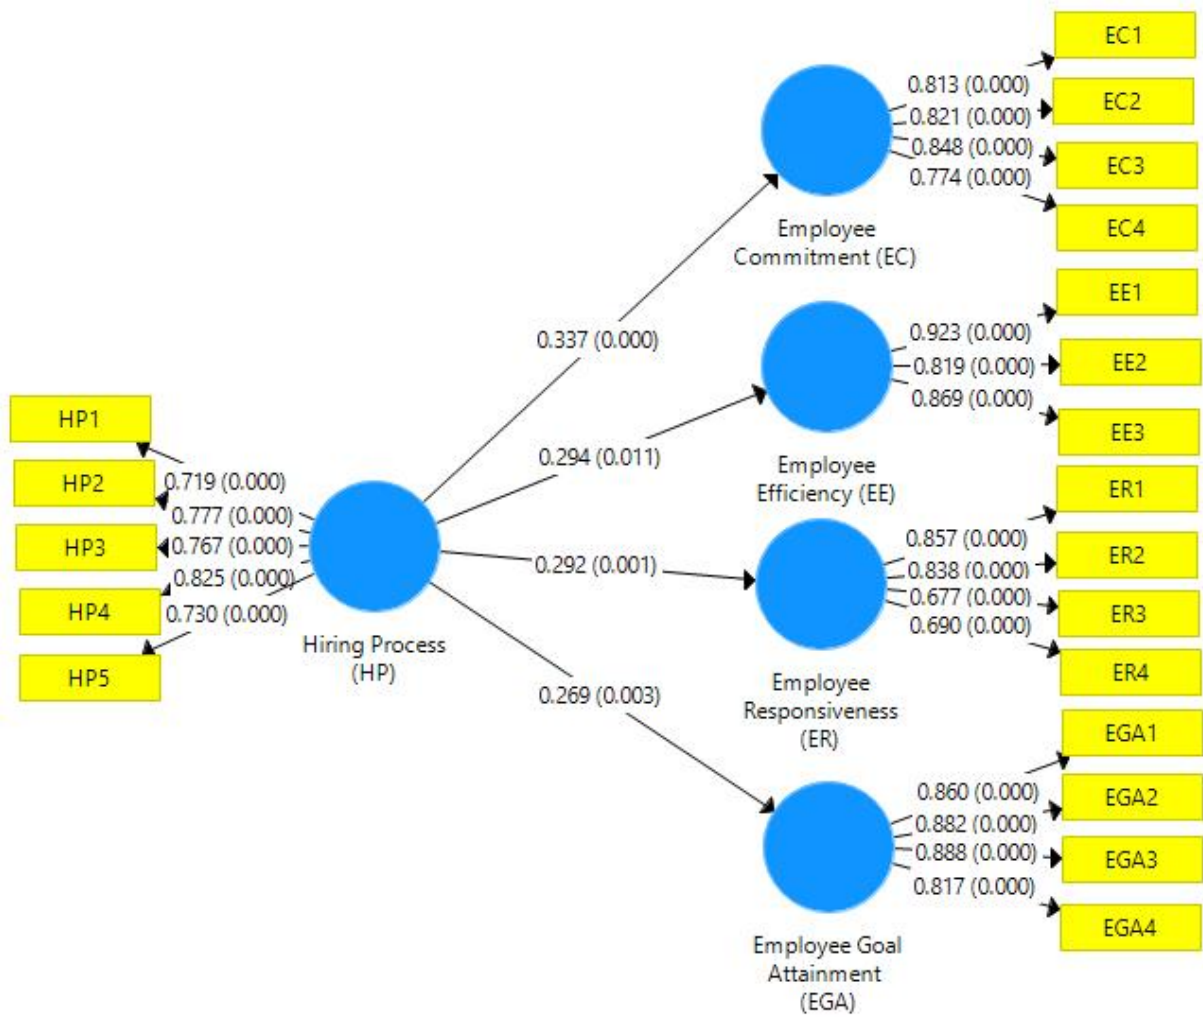 HP1
HP2
HP3
HP4
HP5
0.719 (0.000)
0.777 (0.000)
0.767 (0.000)
0.825 (0.000)
0.730 (0.000)
Hiring Process
(HP)
0.337 (0.000)
0.294 (0.011)
0.292 (0.001)
0.269 (0.003)
Employee
Commitment (EC)
0.813 (0.000)
0.821 (0.000)
0.848 (0.000)
0.774 (0.000)
EC1
EC2
EC3
EC4
Employee
Efficiency (EE)
0.923 (0.000)
0.819 (0.000)
0.869 (0.000)
EE1
EE2
EE3
Employee
Responsiveness
(ER)
0.857 (0.000)
0.838 (0.000)
0.677 (0.000)
0.690 (0.000)
ER1
ER2
ER3
ER4
Employee Goal
Attainment
(EGA)
0.860 (0.000)
0.882 (0.000)
0.888 (0.000)
0.817 (0.000)
EGA1
EGA2
EGA3
EGA4